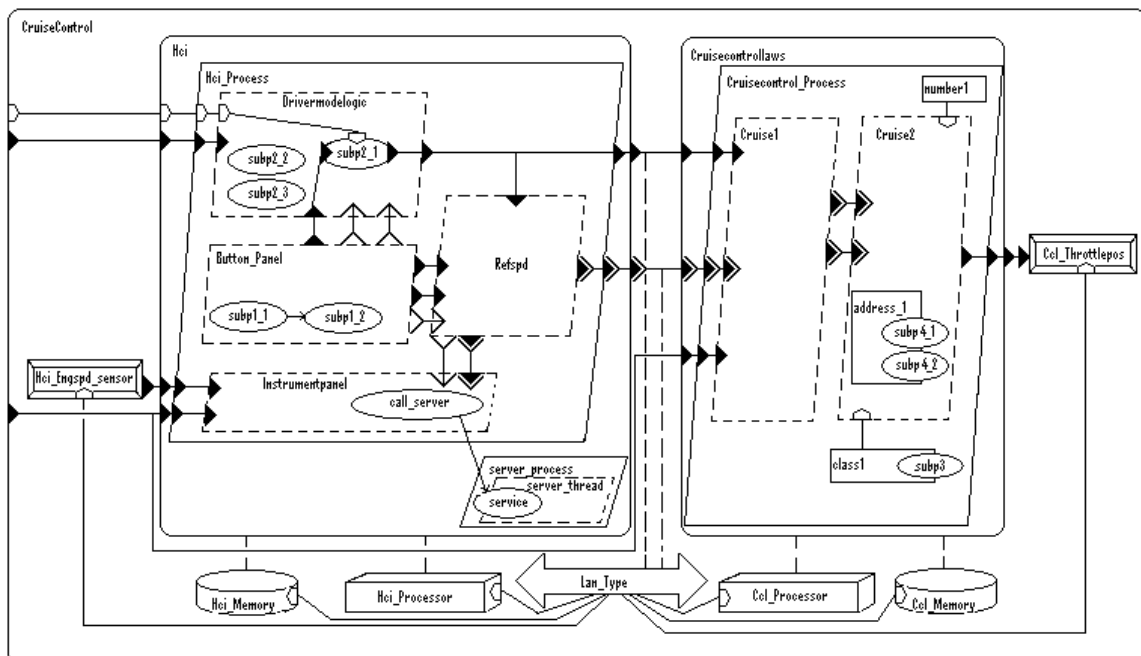 CruiseControl
Hci
Cruisecontrollaws
Hci_Process
Cruisecontrol_Process
Drivermodelogic
number1
Cruise1
Cruise2
subp2_1
subp2_2
subp2_3
Button_Panel
Refspd
Ccl_Throttlepos
subp1_1
subp1_2
address_1
subp4_1
subp4_2
Hci_Engspd_sensor
Instrumentpanel
call_server
server_process
server_thread
service
class1
subp3
Lan_Type
Hci_Memory
Hci_Processor
Ccl_Processor
Ccl_Memory